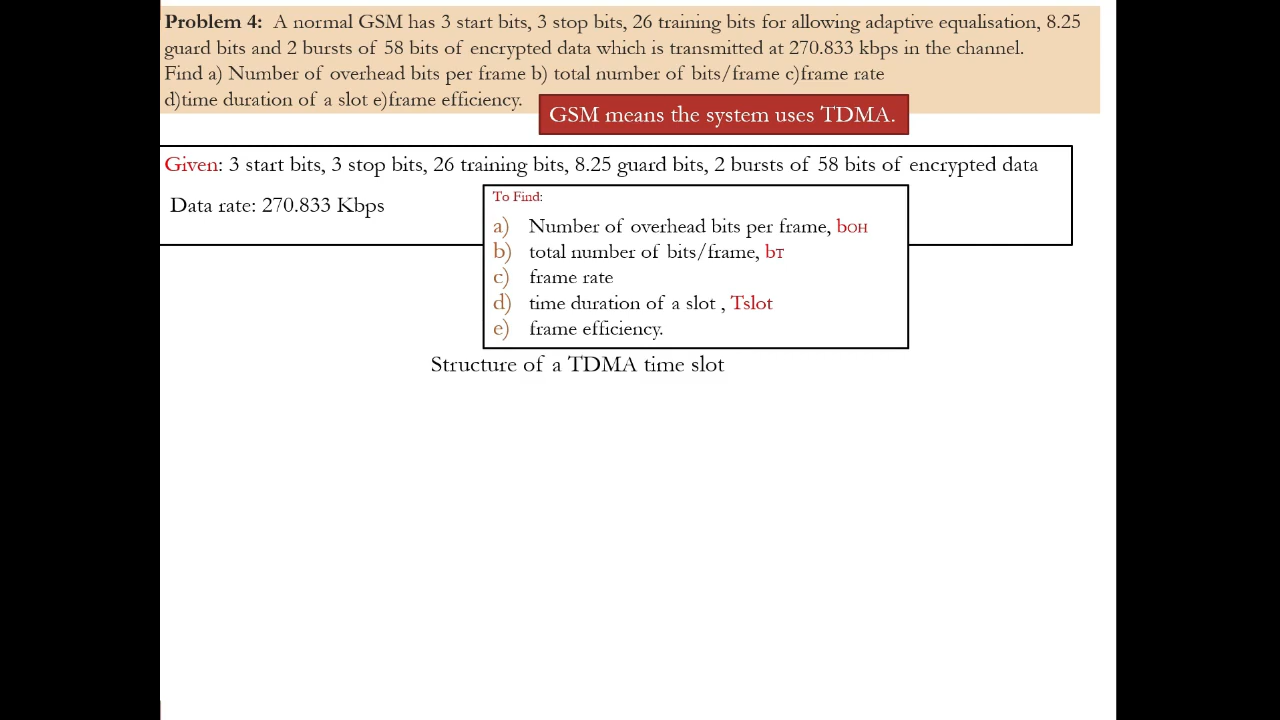 Problem 4: A normal GSM has 3 start bits, 3 stop bits, 26 training bits for allowing adaptive equalisation, 8.25
guard bits and 2 bursts of 58 bits of encrypted data which is transmitted at 270.833 kbps in the channel.
Find a) Number of overhead bits per frame b) total number of bits/frame c)frame rate
d)time duration of a slot e)frame efficiency.
GSM means the system uses TDMA.
Given: 3 start bits, 3 stop bits, 26 training bits, 8.25 guard bits, 2 bursts of 58 bits of encrypted data
Data rate: 270.833 Kbps
To Find:
a) Number of overhead bits per frame, bOH
b) total number of bits/frame, bT
c) frame rate
d) time duration of a slot , Tslot
e) frame efficiency.
Structure of a TDMA time slot